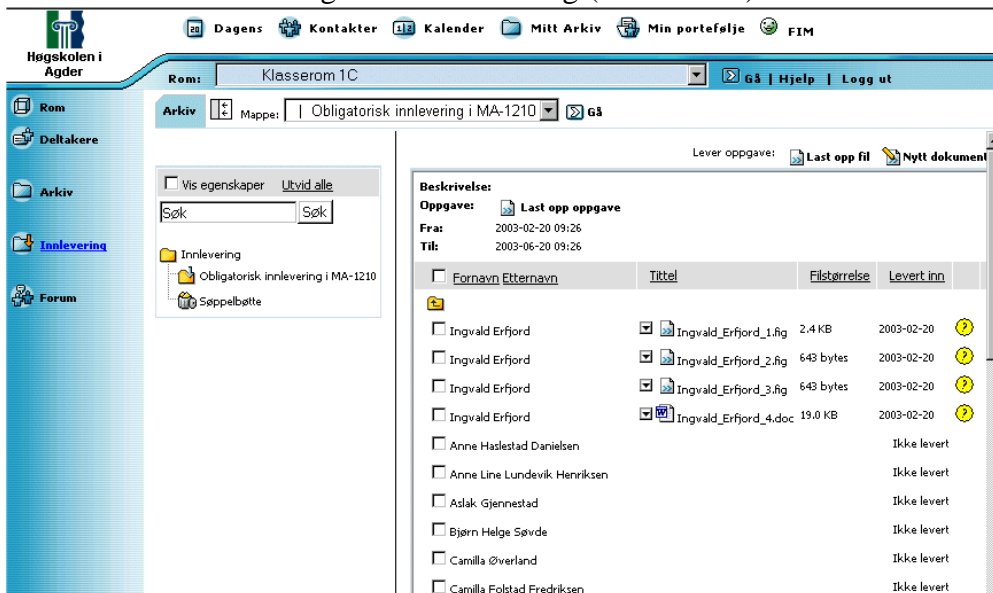 Dagens Kontakter Kalender Mitt Arkiv Min portefølje FIM
Høgskolen i
Agder
Rom: Klasserom 1C Gå | Hjelp | Logg ut
Rom
Deltakere
Arkiv
Innlevering
Forum
Arkiv Mappe: | Obligatorisk innlevering i MA-1210 Gå
Vis egenskaper Utvid alle
Søk Søk
Innlevering
Obligatorisk innlevering i MA-1210
Søppelbøtte
Lever oppgave: Last opp fil Nytt dokument
Beskrivelse:
Oppgave: Last opp oppgave
Fra: 2003-02-20 09:26
Til: 2003-06-20 09:26
Fornavn Etternavn Tittel Filstørrelse Levert inn
Ingvald Erfjord Ingvald_Erfjord_1.fig 2.4 KB 2003-02-20
Ingvald Erfjord Ingvald_Erfjord_2.fig 643 bytes 2003-02-20
Ingvald Erfjord Ingvald_Erfjord_3.fig 643 bytes 2003-02-20
Ingvald Erfjord Ingvald_Erfjord_4.doc 19.0 KB 2003-02-20
Anne Haslestad Danielsen Ikke levert
Anne Line Lundevik Henriksen Ikke levert
Aslak Gjennestad Ikke levert
Bjørn Helge Søvde Ikke levert
Camilla Øverland Ikke levert
Camilla Folstad Fredriksen Ikke levert